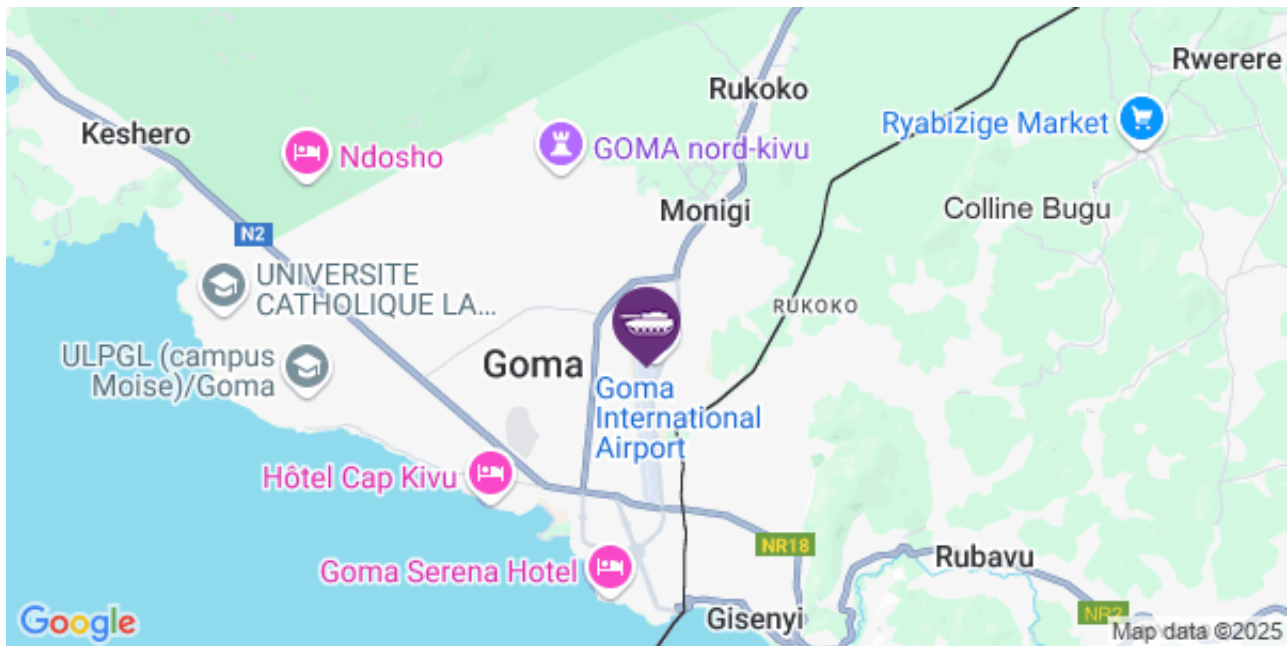 Rwerere
Rukoko
Keshero
Ryabizige Market
Ndosho
GOMA nord-kivu
Monigi
Colline Bugu
N2
UNIVERSITE
CATHOLIQUE LA...
RUKOKO
ULPGL (campus
Moise)/Goma
Goma
Goma
International
Airport
Hôtel Cap Kivu
NR18
Rubavu
Goma Serena Hotel
Gisenyi
NR2
Google
Map data ©2025